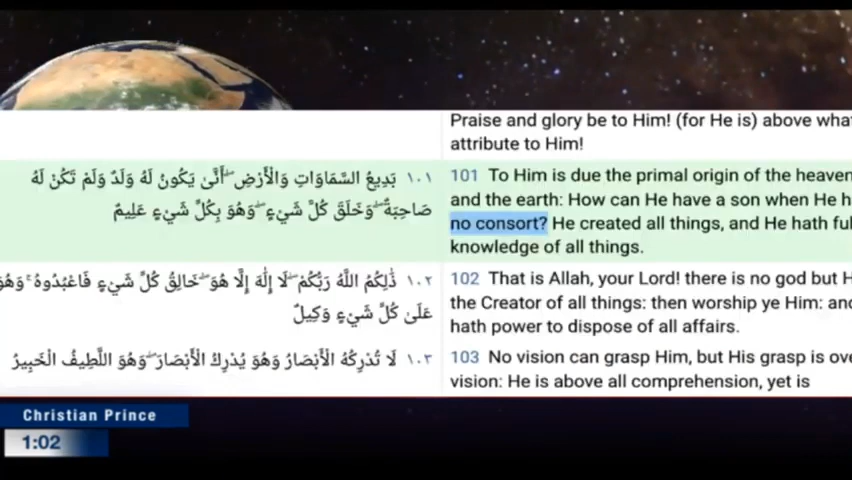 Praise and glory be to Him! (for He is) above what
attribute to Him!
١٠١ بَدِيعُ السَّمَاوَاتِ وَالْأَرْضِ ۖ أَنَّىٰ يَكُونُ لَهُ وَلَدٌ وَلَمْ تَكُنْ لَهُ
صَاحِبَةٌ ۖ وَخَلَقَ كُلَّ شَيْءٍ ۖ وَهُوَ بِكُلِّ شَيْءٍ عَلِيمٌ
101 To Him is due the primal origin of the heaven
and the earth: How can He have a son when He h
no consort? He created all things, and He hath ful
knowledge of all things.
١٠٢ ذَٰلِكُمُ اللَّهُ رَبُّكُمْ ۖ لَا إِلَٰهَ إِلَّا هُوَ ۖ خَالِقُ كُلِّ شَيْءٍ فَاعْبُدُوهُ ۚ وَهُوَ
عَلَىٰ كُلِّ شَيْءٍ وَكِيلٌ
102 That is Allah, your Lord! there is no god but H
the Creator of all things: then worship ye Him: and
hath power to dispose of all affairs.
١٠٣ لَا تُدْرِكُهُ الْأَبْصَارُ وَهُوَ يُدْرِكُ الْأَبْصَارَ ۖ وَهُوَ اللَّطِيفُ الْخَبِيرُ
103 No vision can grasp Him, but His grasp is ove
vision: He is above all comprehension, yet is
Christian Prince
1:02